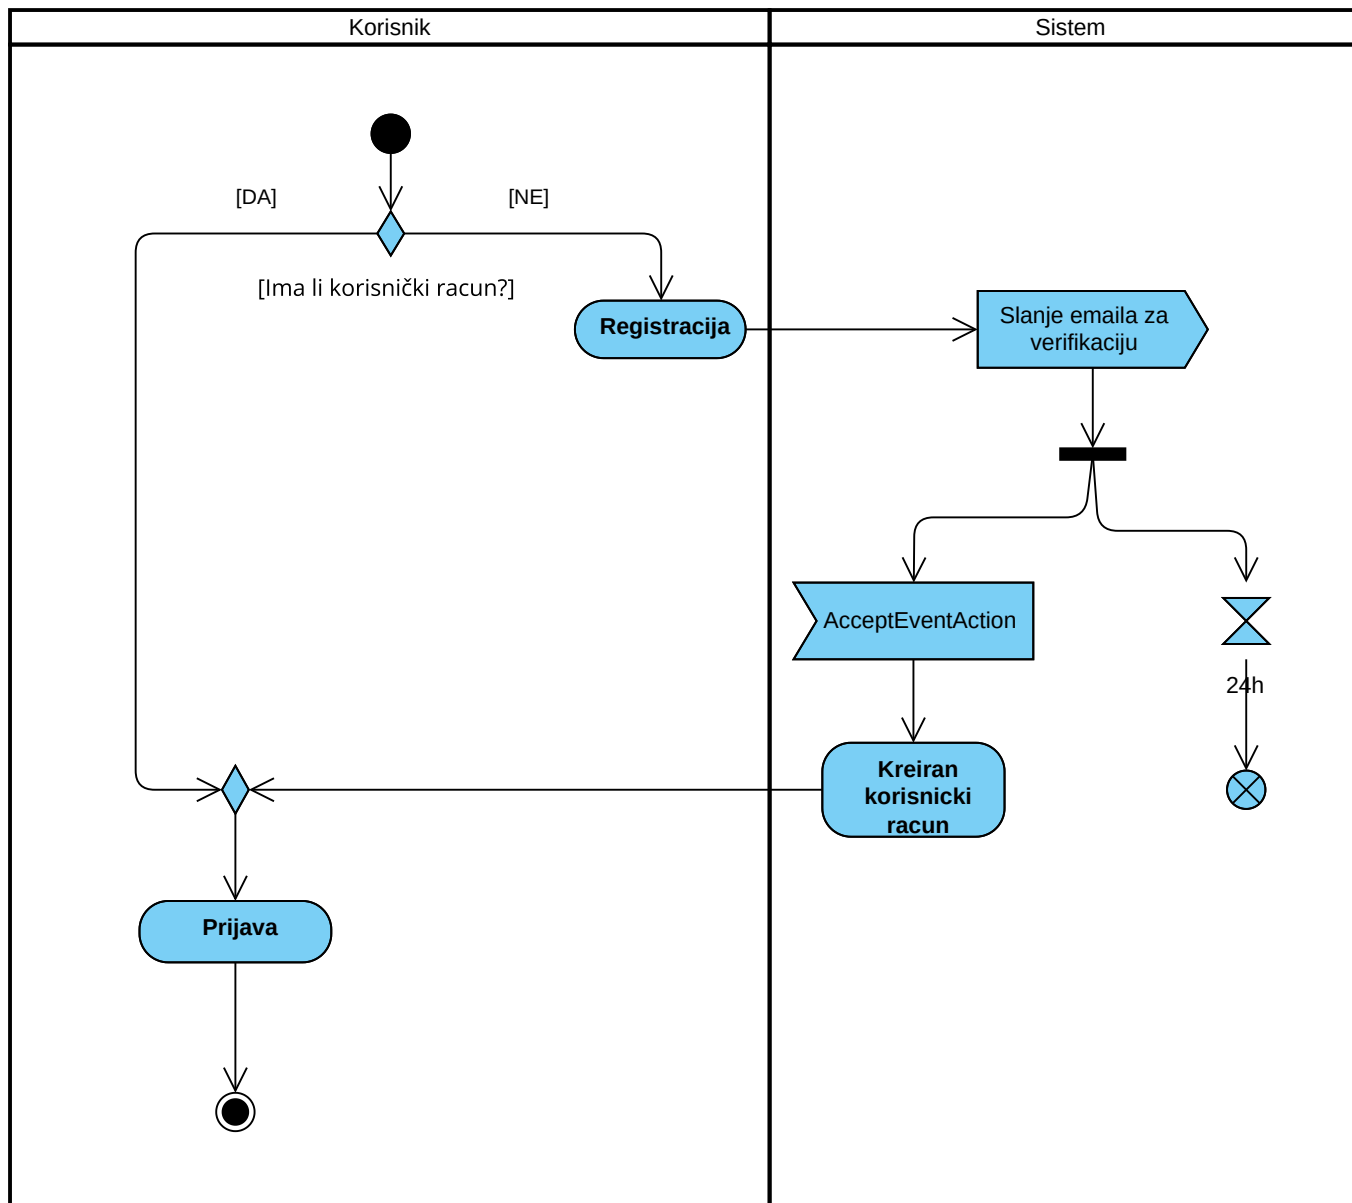 Korisnik
Sistem
[DA]
[NE]
[Ima li korisnički racun?]
Registracija
Slanje emaila za
verifikaciju
AcceptEventAction
24h
Kreiran
korisnicki
racun
Prijava